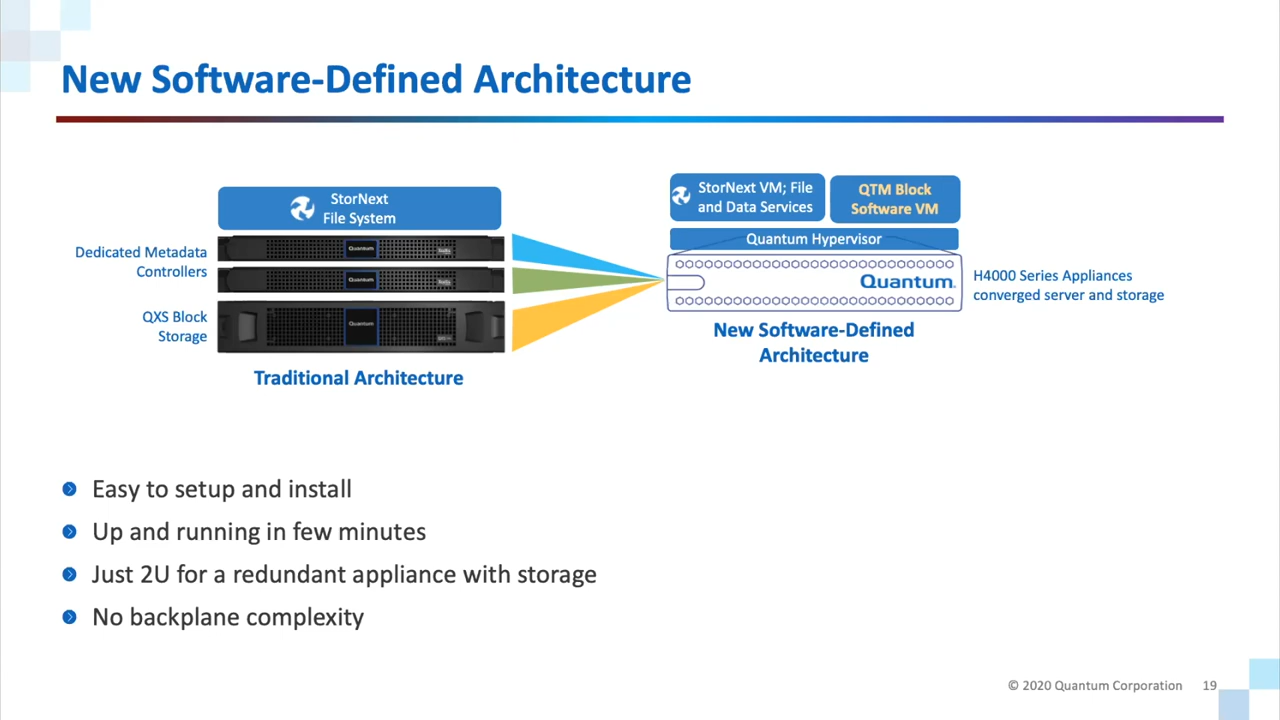 New Software-Defined Architecture
StorNext
File System
Dedicated Metadata
Controllers
QXS Block
Storage
Quantum
Quantum
Quantum
Traditional Architecture
StorNext VM; File
and Data Services
QTM Block
Software VM
Quantum Hypervisor
Quantum.
H4000 Series Appliances
converged server and storage
New Software-Defined
Architecture
Easy to setup and install
Up and running in few minutes
Just 2U for a redundant appliance with storage
No backplane complexity
© 2020 Quantum Corporation 19